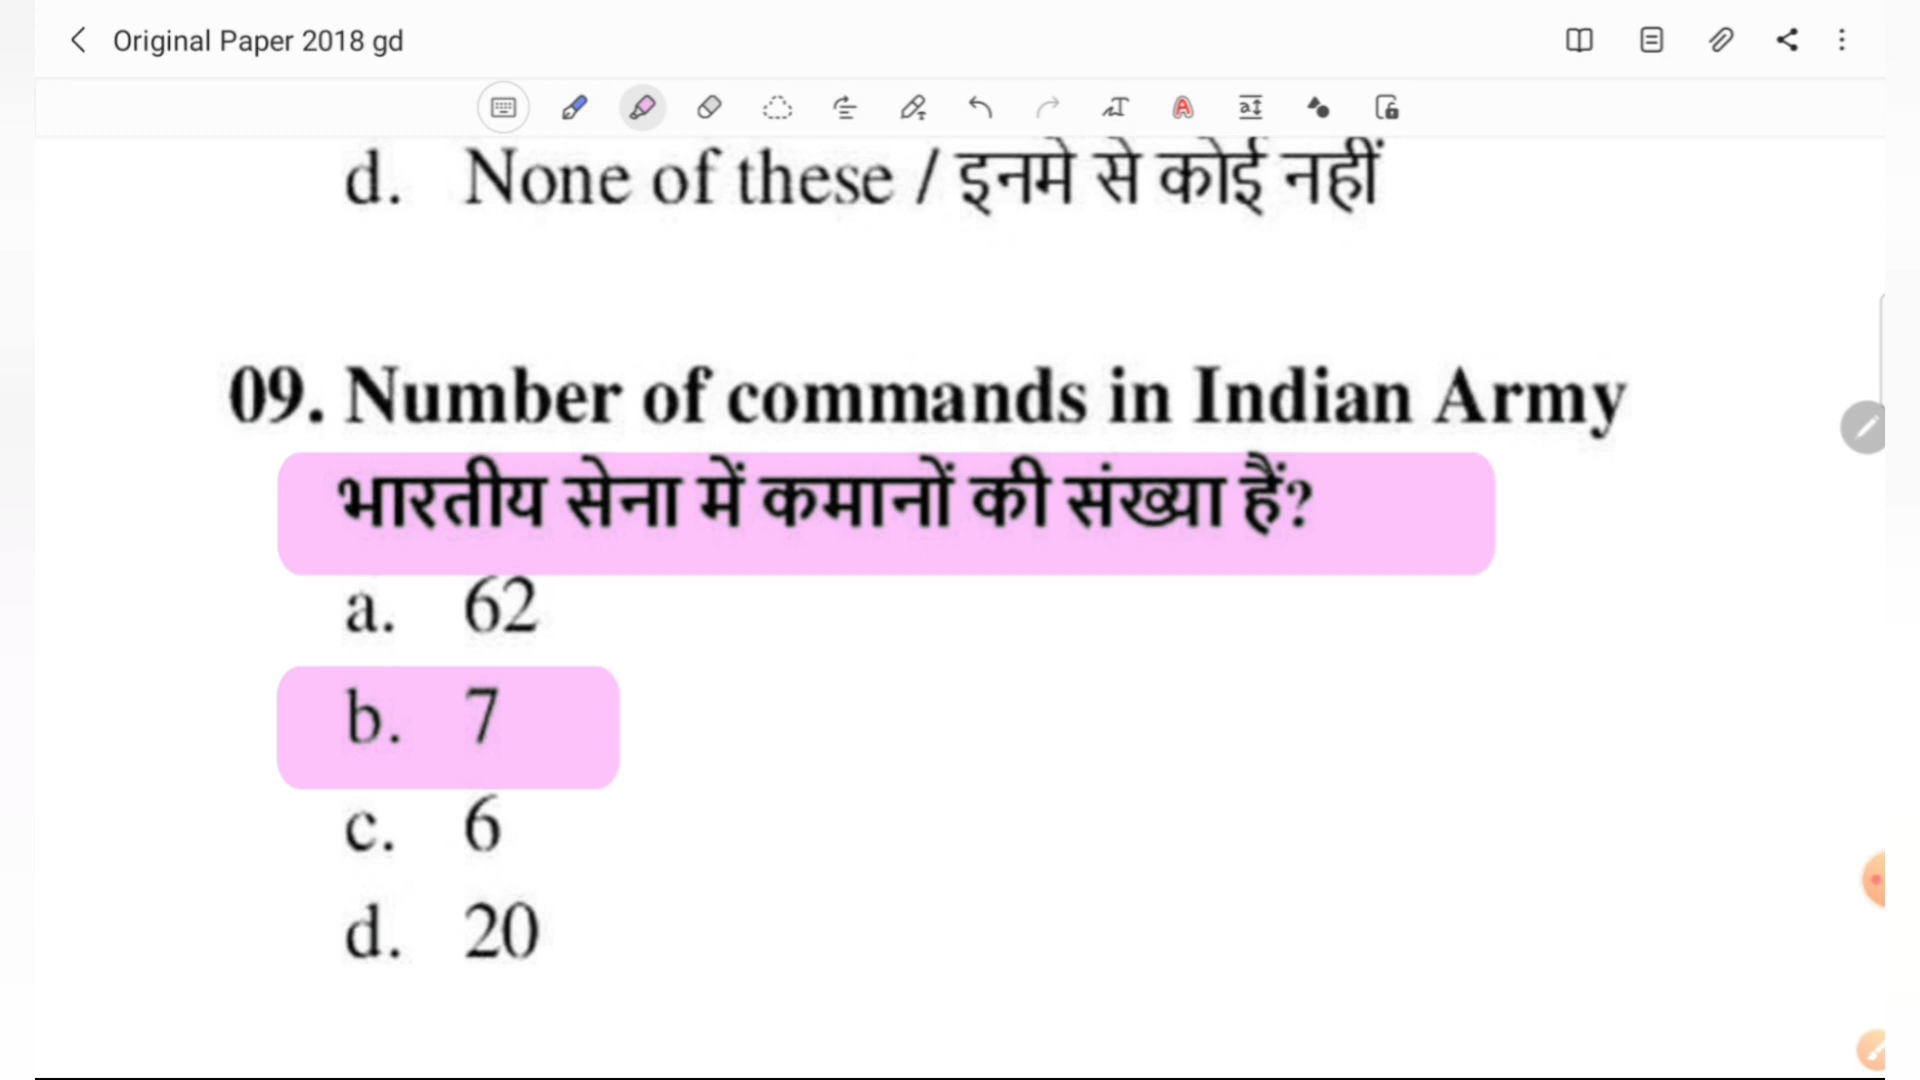 Original Paper 2018 gd
d. None of these / इनमे से कोई नहीं
09. Number of commands in Indian Army
भारतीय सेना में कमानों की संख्या हैं?
a. 62
b. 7
c. 6
d. 20